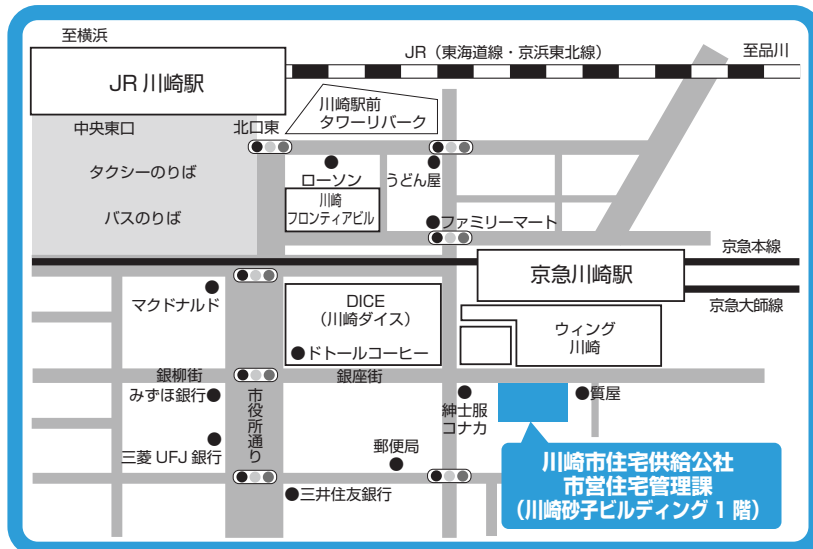 至横浜
JR（東海道線・京浜東北線）
至品川
JR 川崎駅
川崎駅前
タワーリバーク
中央東口
北口東
タクシーのりば
ローソン
うどん屋
川崎
フロンティアビル
バスのりば
ファミリーマート
京急本線
京急川崎駅
マクドナルド
DICE
（川崎ダイス）
京急大師線
ウィング
川崎
ドトールコーヒー
銀柳街
銀座街
みずほ銀行
市役所通り
紳士服
コナカ
質屋
三菱 UFJ 銀行
郵便局
川崎市住宅供給公社
市営住宅管理課
（川崎砂子ビルディング 1 階）
三井住友銀行